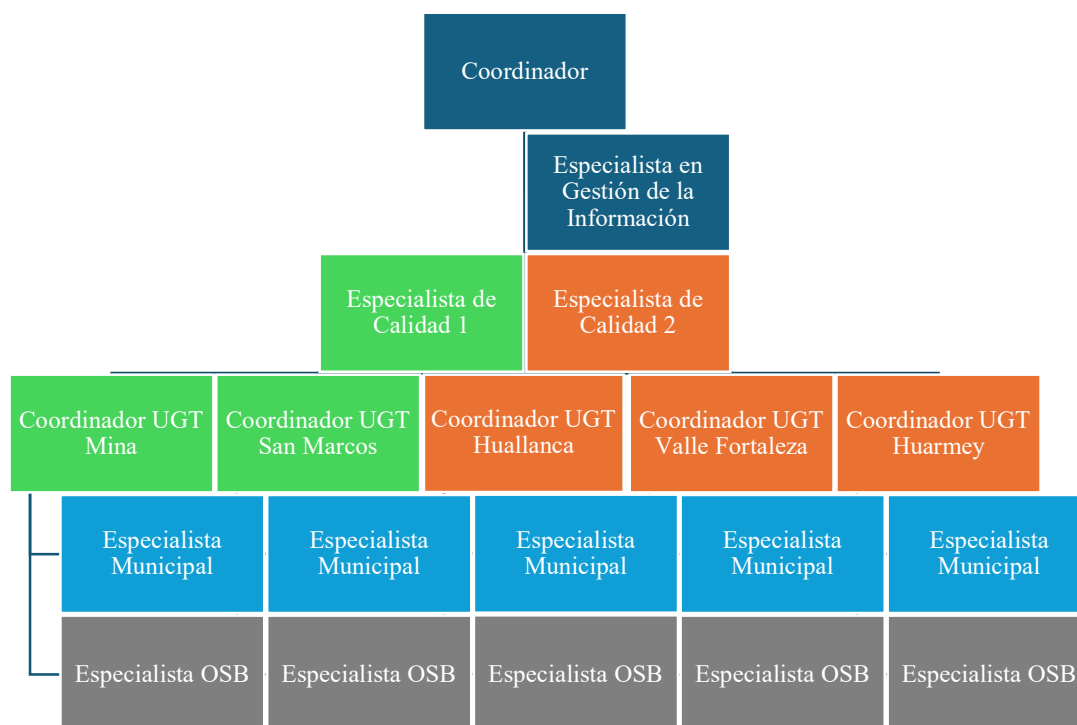 Coordinador
Especialista en
Gestión de la
Información
Especialista de
Calidad 1
Especialista de
Calidad 2
Coordinador UGT
Mina
Coordinador UGT
San Marcos
Coordinador UGT
Huallanca
Coordinador UGT
Valle Fortaleza
Coordinador UGT
Huarmey
Especialista
Municipal
Especialista
Municipal
Especialista
Municipal
Especialista
Municipal
Especialista
Municipal
Especialista OSB
Especialista OSB
Especialista OSB
Especialista OSB
Especialista OSB